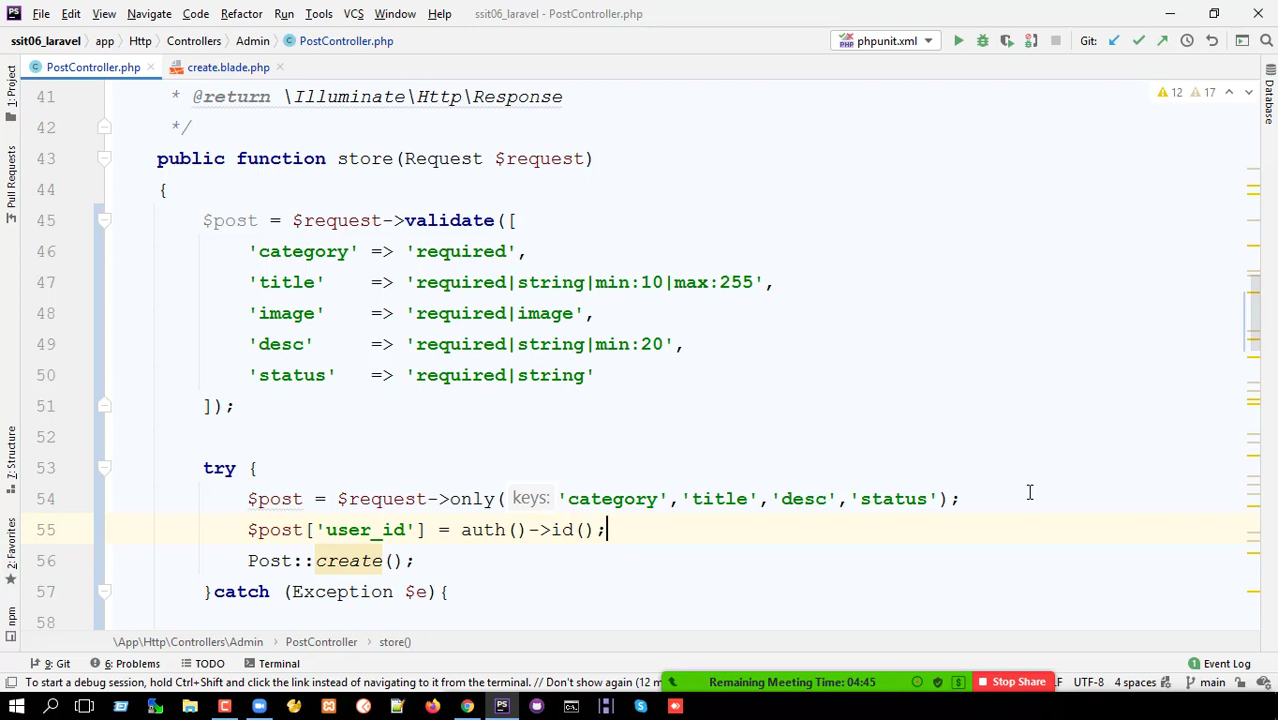 File Edit View Navigate Code Refactor Run Tools VCS Window Help ssit06_laravel - PostController.php
ssit06_laravel app Http Controllers Admin PostController.php phpunit.xml Git:
PostController.php create.blade.php
1: Project
Pull Requests
7: Structure
2: Favorites
npm
Database
12 17
41 * @return \Illuminate\Http\Response
42 */
43 public function store(Request $request)
44 {
45 $post = $request->validate([
46 'category' => 'required',
47 'title' => 'required|string|min:10|max:255',
48 'image' => 'required|image',
49 'desc' => 'required|string|min:20',
50 'status' => 'required|string'
51 ]);
52
53 try {
54 $post = $request->only( keys: 'category','title','desc','status');
55 $post['user_id'] = auth()->id();
56 Post::create();
57 }catch (Exception $e){
58
\App\Http\Controllers\Admin PostController store()
9: Git 6: Problems TODO Terminal Event Log
To start a debug session, hold Ctrl+Shift and click the link instead of navigating to it from the terminal. // Don't show again (12 m Remaining Meeting Time: 04:45 Stop Share LF UTF-8 4 spaces main